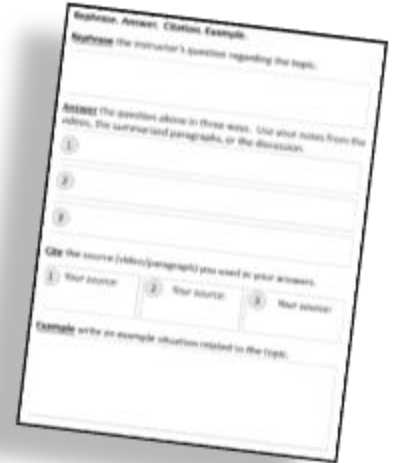 Rephrase. Answer. Citation. Example.
Rephrase the instructor's question regarding the topic.
Answer the question above in three ways. Use your notes from the
videos, the summarized paragraphs, or the discussion.
1
2
3
Cite the source (video/paragraph) you used in your answers.
1 Your source: 2 Your source: 3 Your source:
Example write an example situation related to the topic.